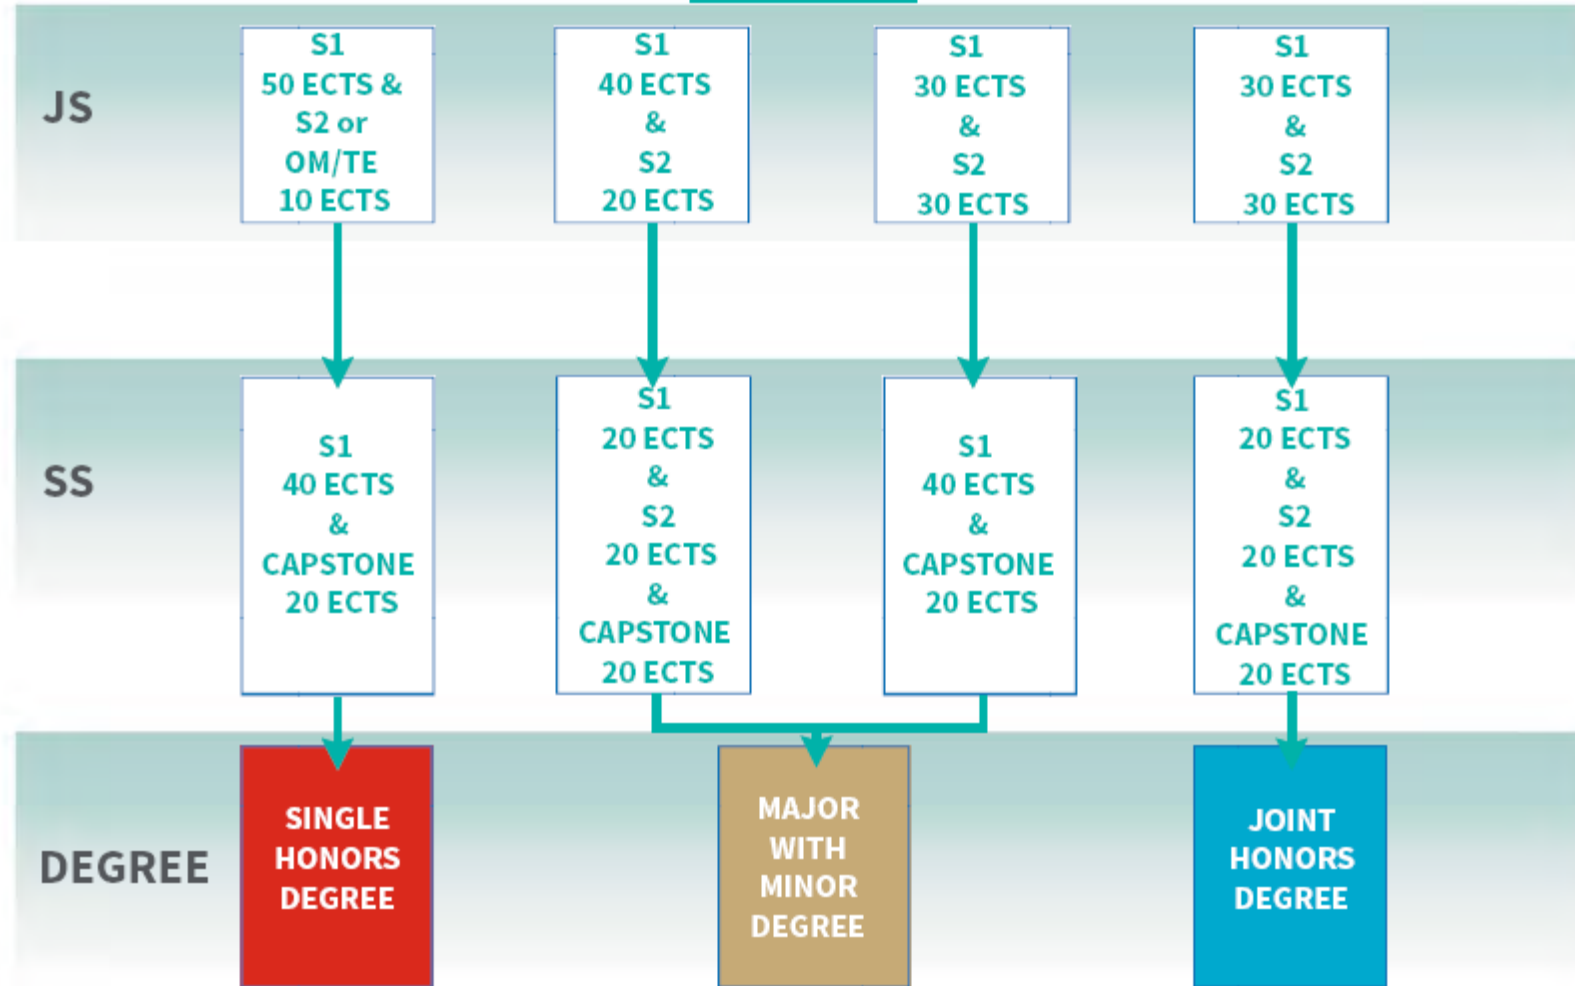 JS
S1
50 ECTS &
S2 or
OM/TE
10 ECTS
S1
40 ECTS
&
S2
20 ECTS
S1
30 ECTS
&
S2
30 ECTS
S1
30 ECTS
&
S2
30 ECTS
SS
S1
40 ECTS
&
CAPSTONE
20 ECTS
S1
20 ECTS
&
S2
20 ECTS
&
CAPSTONE
20 ECTS
S1
40 ECTS
&
CAPSTONE
20 ECTS
S1
20 ECTS
&
S2
20 ECTS
&
CAPSTONE
20 ECTS
DEGREE
SINGLE
HONORS
DEGREE
MAJOR
WITH
MINOR
DEGREE
JOINT
HONORS
DEGREE